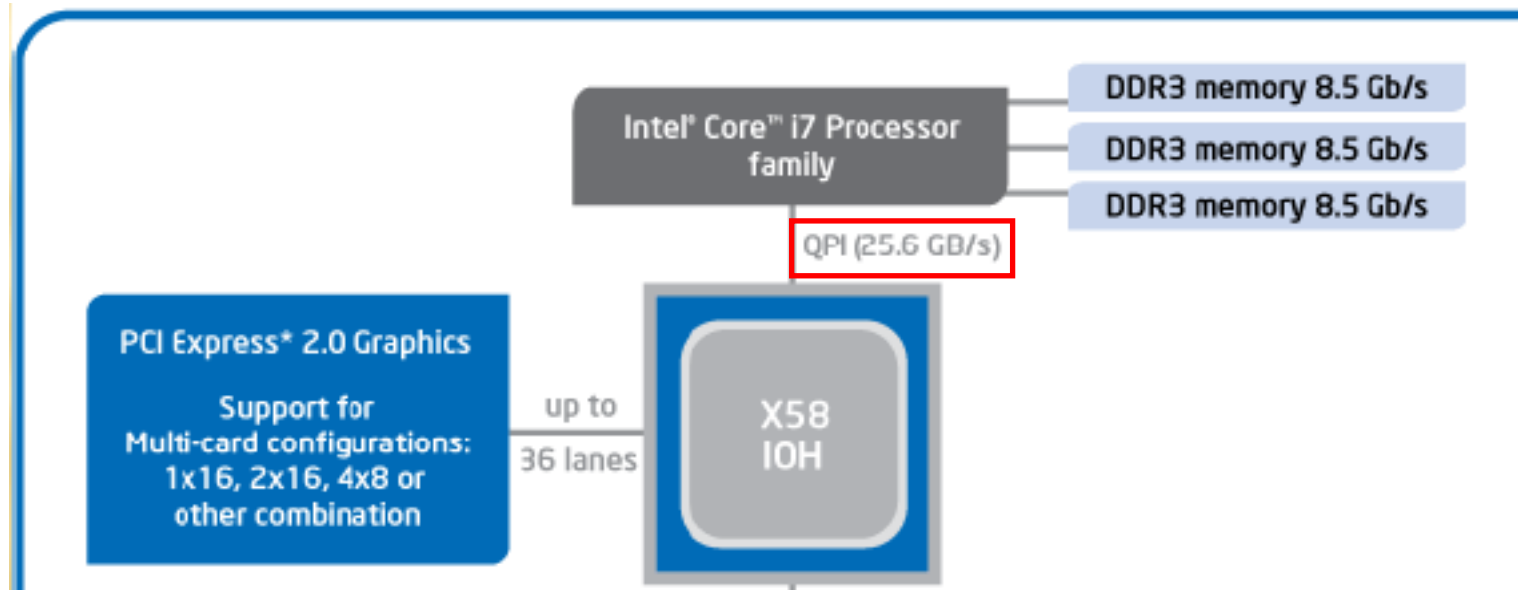 Intel® Core™ i7 Processor
family
DDR3 memory 8.5 Gb/s
DDR3 memory 8.5 Gb/s
DDR3 memory 8.5 Gb/s
QPI (25.6 GB/s)
PCI Express* 2.0 Graphics
Support for
Multi-card configurations:
1x16, 2x16, 4x8 or
other combination
up to
36 lanes
X58
IOH